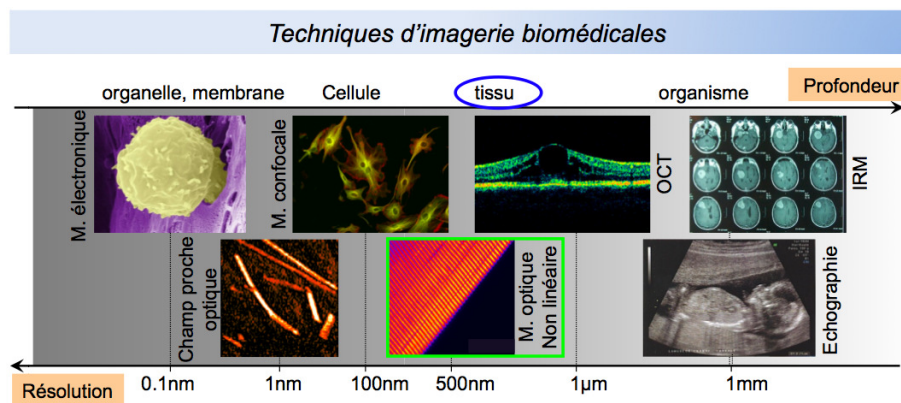 Techniques d'imagerie biomédicales
organelle, membrane
Cellule
tissu
organisme
Profondeur
M. électronique
M. confocale
OCT
IRM
Champ proche
optique
M. optique
Non linéaire
Echographie
Résolution
0.1nm
1nm
100nm
500nm
1µm
1mm